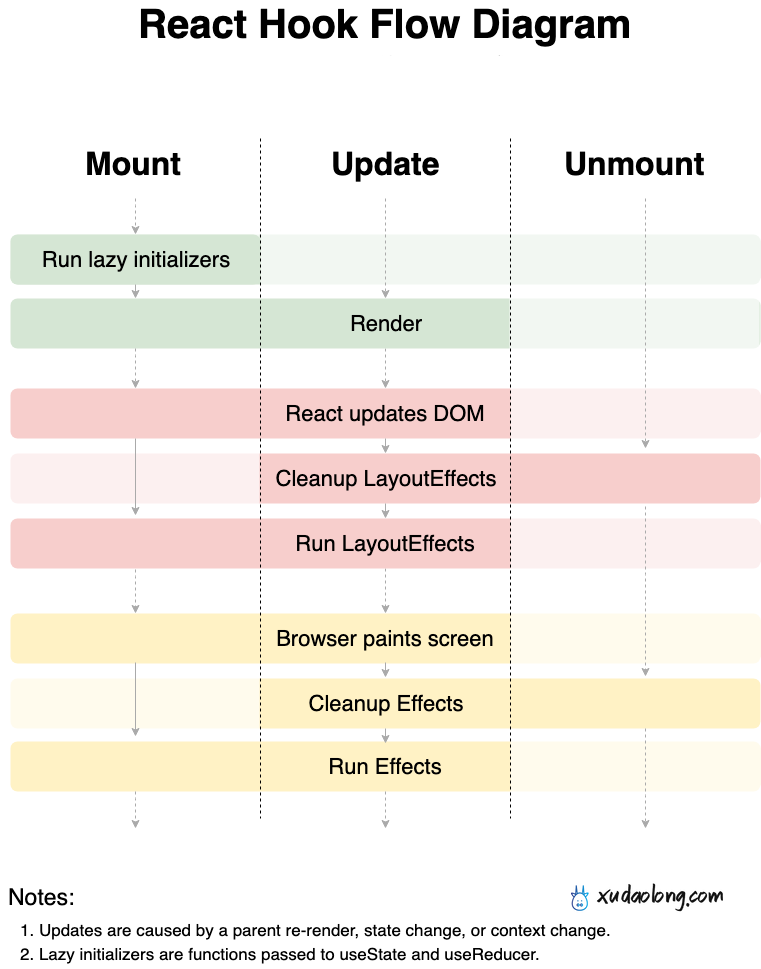 React Hook Flow Diagram
Mount
Update
Unmount
Run lazy initializers
Render
React updates DOM
Cleanup LayoutEffects
Run LayoutEffects
Browser paints screen
Cleanup Effects
Run Effects
Notes:
xudaolong.com
1. Updates are caused by a parent re-render, state change, or context change.
2. Lazy initializers are functions passed to useState and useReducer.